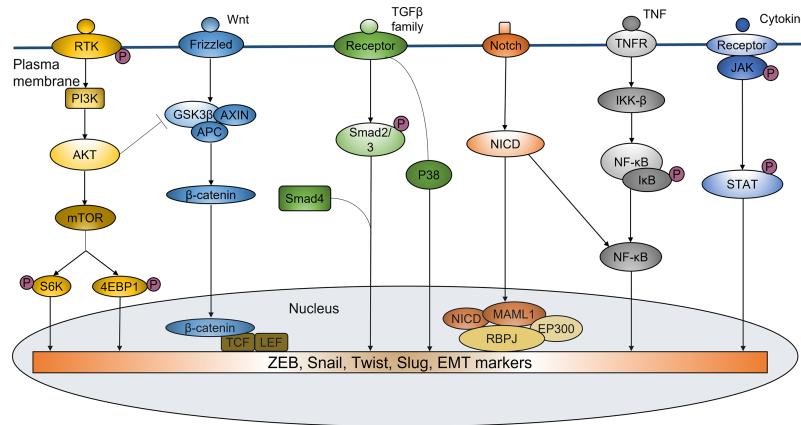 Wnt
TGFβ
family
TNF
Cytokin
RTK
P
Frizzled
Receptor
Notch
TNFR
Receptor
JAK
P
Plasma
membrane
PI3K
GSK3β
AXIN
APC
IKK-β
AKT
Smad2/
3
P
NICD
NF-κB
IκB
P
P
STAT
P38
β-catenin
Smad4
mTOR
NF-κB
P
S6K
4EBP1
P
Nucleus
β-catenin
TCF
LEF
NICD
MAML1
EP300
RBPJ
ZEB, Snail, Twist, Slug, EMT markers